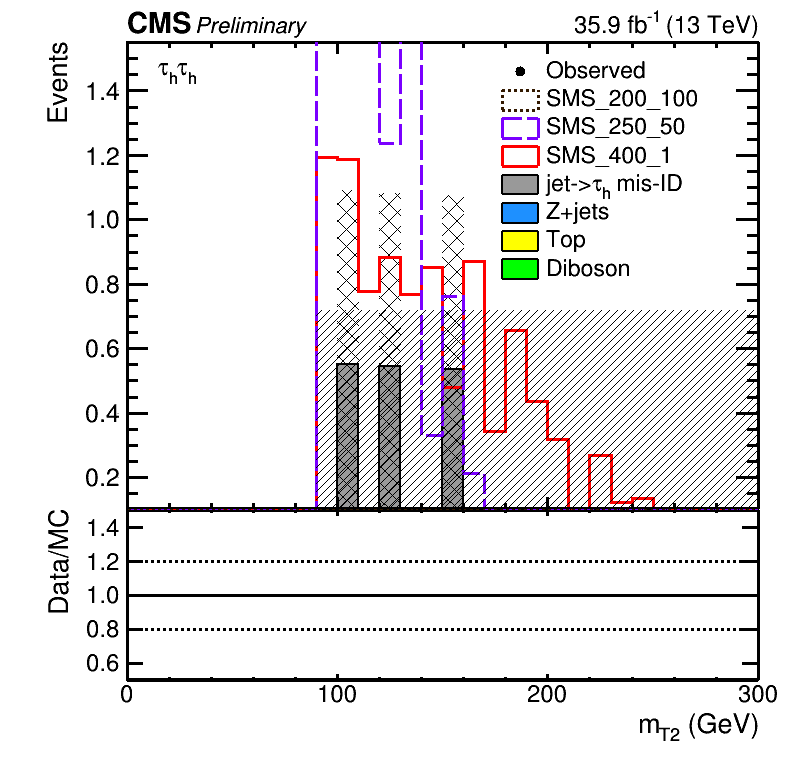 CMS Preliminary 35.9 fb⁻¹ (13 TeV)
τhτh
Observed
SMS_200_100
SMS_250_50
SMS_400_1
jet->τh mis-ID
Z+jets
Top
Diboson
Events
1.4
1.2
1.0
0.8
0.6
0.4
0.2
Data/MC
1.4
1.2
1.0
0.8
0.6
0 100 200 300
mT2 (GeV)